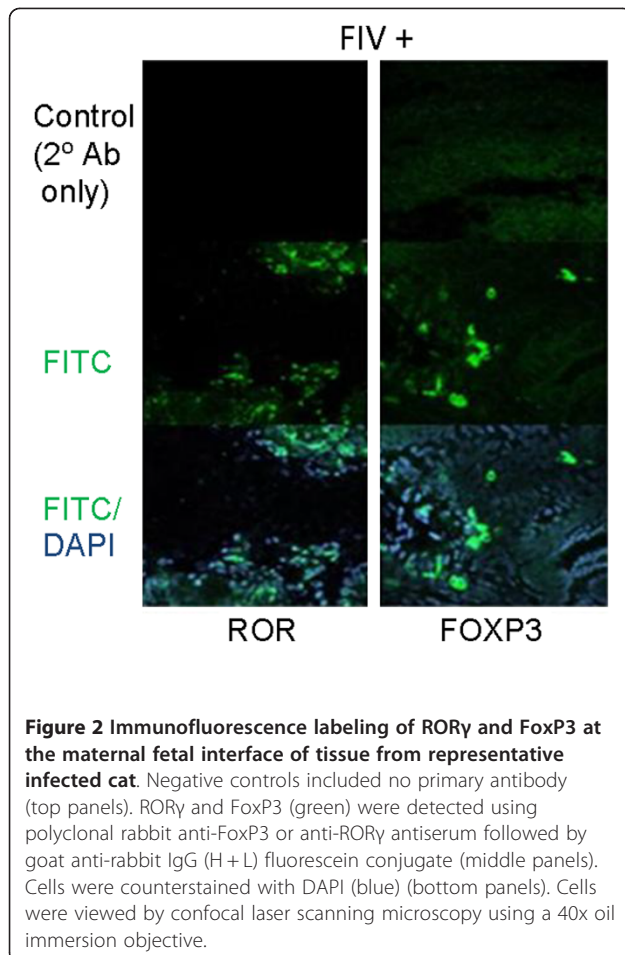 FIV +
Control
(2º Ab
only)
FITC
FITC/
DAPI
ROR
FOXP3
Figure 2 Immunofluorescence labeling of RORγ and FoxP3 at
the maternal fetal interface of tissue from representative
infected cat. Negative controls included no primary antibody
(top panels). RORγ and FoxP3 (green) were detected using
polyclonal rabbit anti-FoxP3 or anti-RORγ antiserum followed by
goat anti-rabbit IgG (H + L) fluorescein conjugate (middle panels).
Cells were counterstained with DAPI (blue) (bottom panels). Cells
were viewed by confocal laser scanning microscopy using a 40x oil
immersion objective.